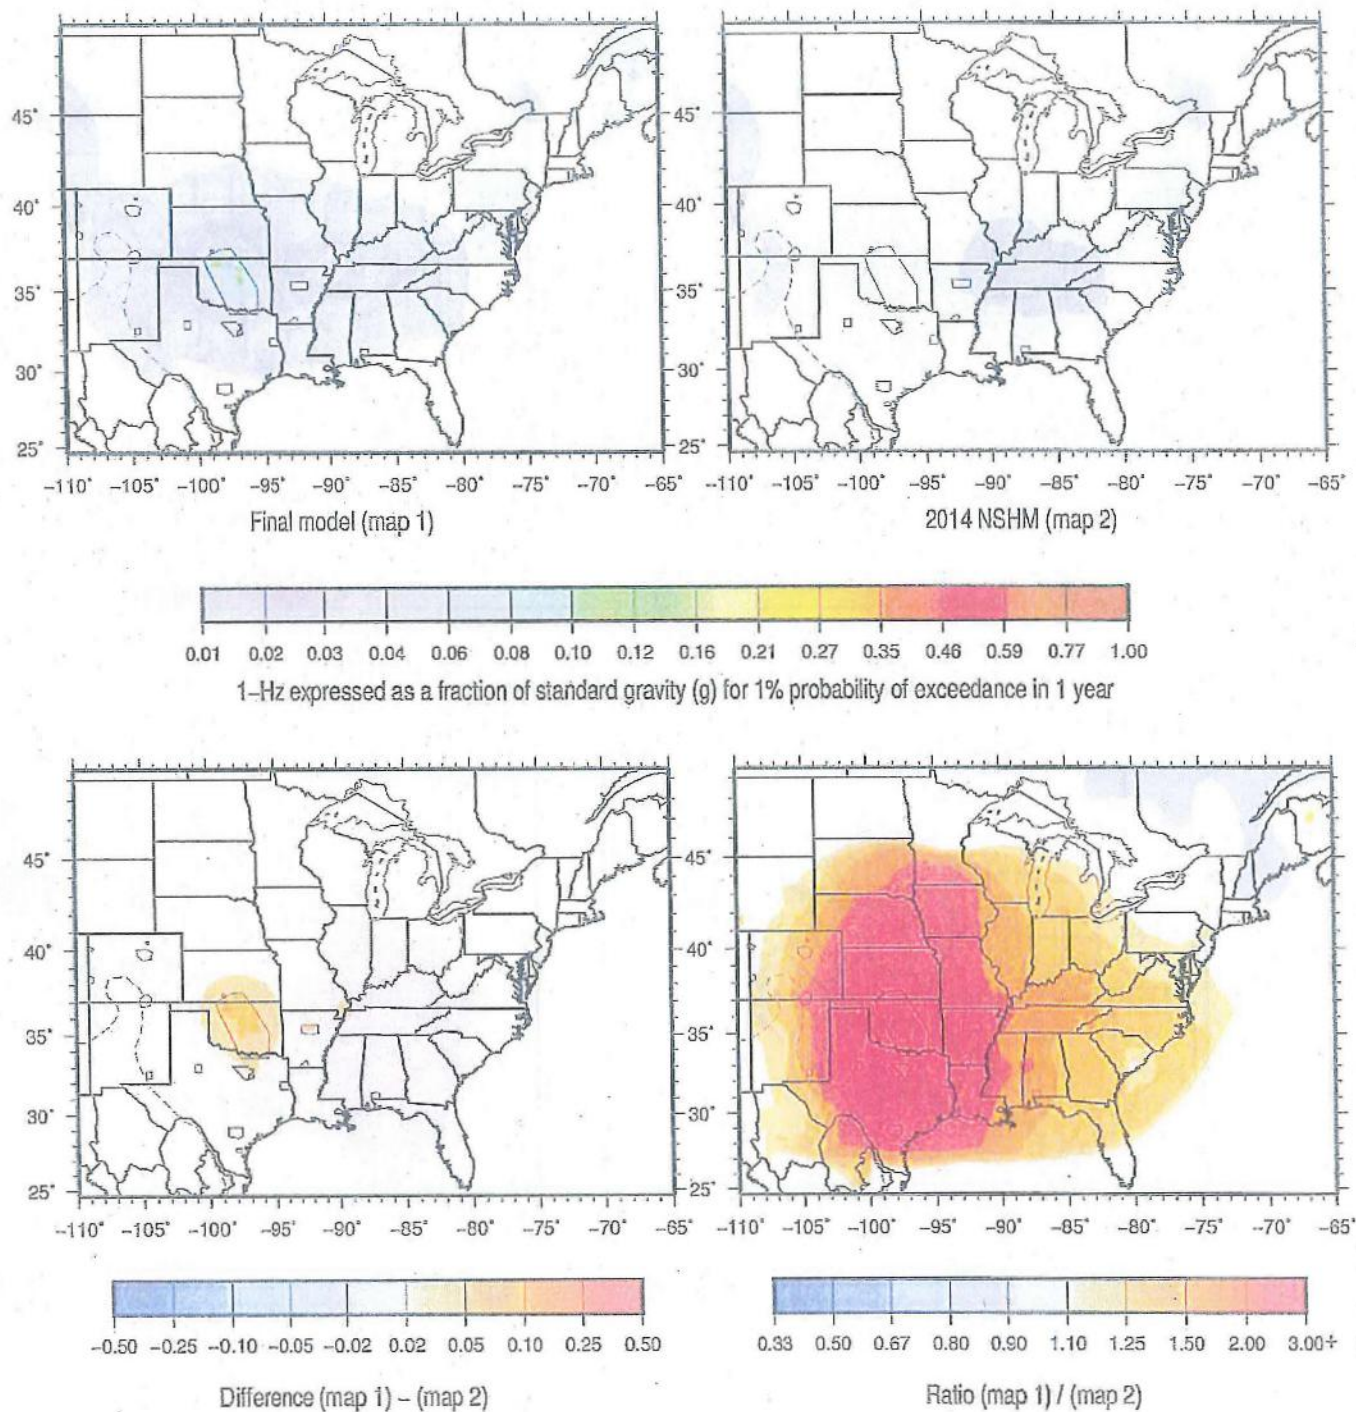 45° 45°
40° 40°
35° 35°
30° 30°
25° 25°
−110° −105° −100° −95° −90° −85° −80° −75° −70° −65° −110° −105° −100° −95° −90° −85° −80° −75° −70° −65°
Final model (map 1) 2014 NSHM (map 2)
0.01 0.02 0.03 0.04 0.06 0.08 0.10 0.12 0.16 0.21 0.27 0.35 0.46 0.59 0.77 1.00
1−Hz expressed as a fraction of standard gravity (g) for 1% probability of exceedance in 1 year
45° 45°
40° 40°
35° 35°
30° 30°
25° 25°
−110° −105° −100° −95° −90° −85° −80° −75° −70° −65° −110° −105° −100° −95° −90° −85° −80° −75° −70° −65°
−0.50 −0.25 −0.10 −0.05 −0.02 0.02 0.05 0.10 0.25 0.50 0.33 0.50 0.67 0.80 0.90 1.10 1.25 1.50 2.00 3.00+
Difference (map 1) − (map 2) Ratio (map 1) / (map 2)